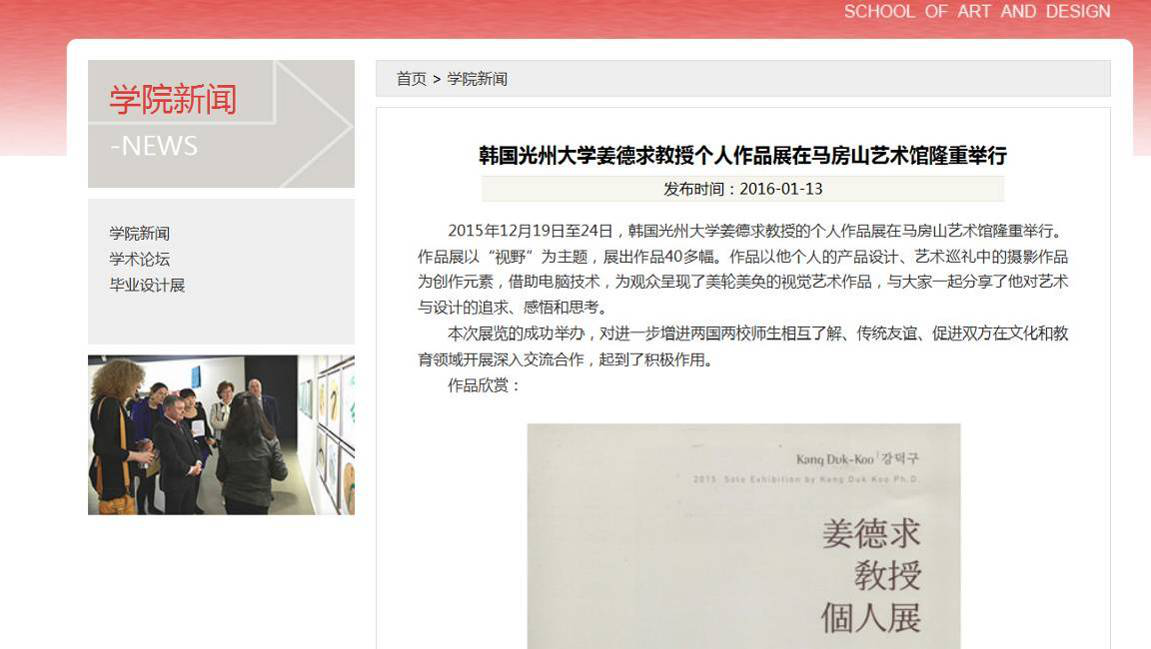 SCHOOL OF ART AND DESIGN
学院新闻
-NEWS
学院新闻
学术论坛
毕业设计展
首页 > 学院新闻
韩国光州大学姜德求教授个人作品展在马房山艺术馆隆重举行
发布时间：2016-01-13
2015年12月19日至24日，韩国光州大学姜德求教授的个人作品展在马房山艺术馆隆重举行。
作品展以“视野”为主题，展出作品40多幅。作品以他个人的产品设计、艺术巡礼中的摄影作品
为创作元素，借助电脑技术，为观众呈现了美轮美奂的视觉艺术作品，与大家一起分享了他对艺术
与设计的追求、感悟和思考。
本次展览的成功举办，对进一步增进两国两校师生相互了解、传统友谊、促进双方在文化和教
育领域开展深入交流合作，起到了积极作用。
作品欣赏：
Kang Duk-Koo | 강덕구
2015 Solo Exhibition by Kang Duk Koo Ph.D.
姜德求
敎授
個人展